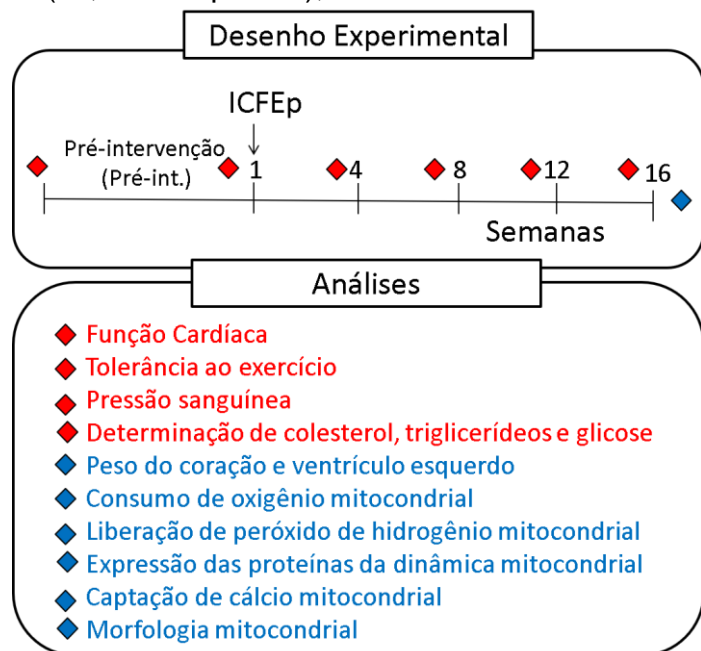 Desenho Experimental
ICFEp
Pré-intervenção
(Pré-int.)
1 4 8 12 16
Semanas
Análises
Função Cardíaca
Tolerância ao exercício
Pressão sanguínea
Determinação de colesterol, triglicerídeos e glicose
Peso do coração e ventrículo esquerdo
Consumo de oxigênio mitocondrial
Liberação de peróxido de hidrogênio mitocondrial
Expressão das proteínas da dinâmica mitocondrial
Captação de cálcio mitocondrial
Morfologia mitocondrial